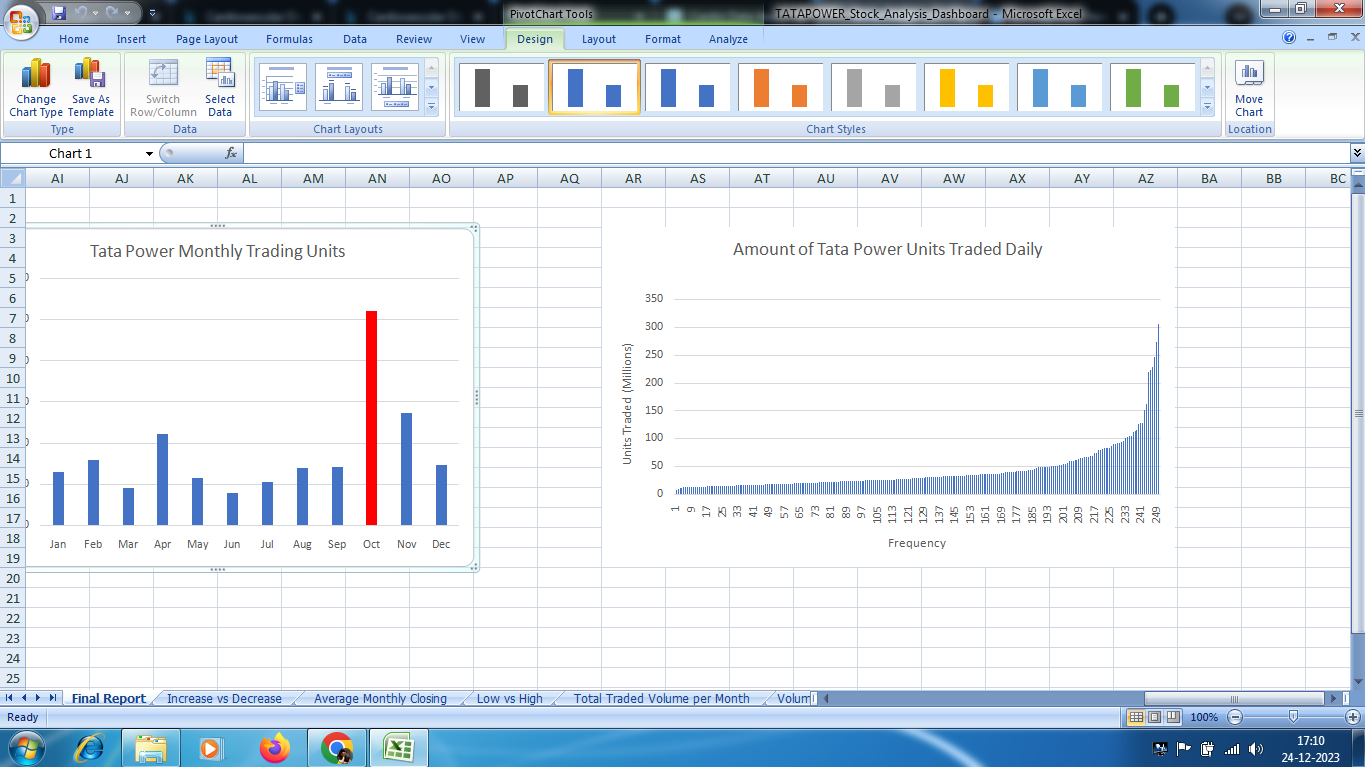 PivotChart Tools
TATAPOWER_Stock_Analysis_Dashboard - Microsoft Excel
Home Insert Page Layout Formulas Data Review View Design Layout Format Analyze
Change Chart Type
Save As Template
Switch Row/Column
Select Data
Move Chart
Type Data Chart Layouts Chart Styles Location
Chart 1 fx
AI AJ AK AL AM AN AO AP AQ AR AS AT AU AV AW AX AY AZ BA BB BC
1
2
3
4
5
6
7
8
9
10
11
12
13
14
15
16
17
18
19
20
21
22
23
24
25
Tata Power Monthly Trading Units
Jan Feb Mar Apr May Jun Jul Aug Sep Oct Nov Dec
Amount of Tata Power Units Traded Daily
Units Traded (Millions)
350
300
250
200
150
100
50
0
1 9 17 25 33 41 49 57 65 73 81 89 97 105 113 121 129 137 145 153 161 169 177 185 193 201 209 217 225 233 241 249
Frequency
Final Report Increase vs Decrease Average Monthly Closing Low vs High Total Traded Volume per Month Volum
Ready 100%
17:10
24-12-2023